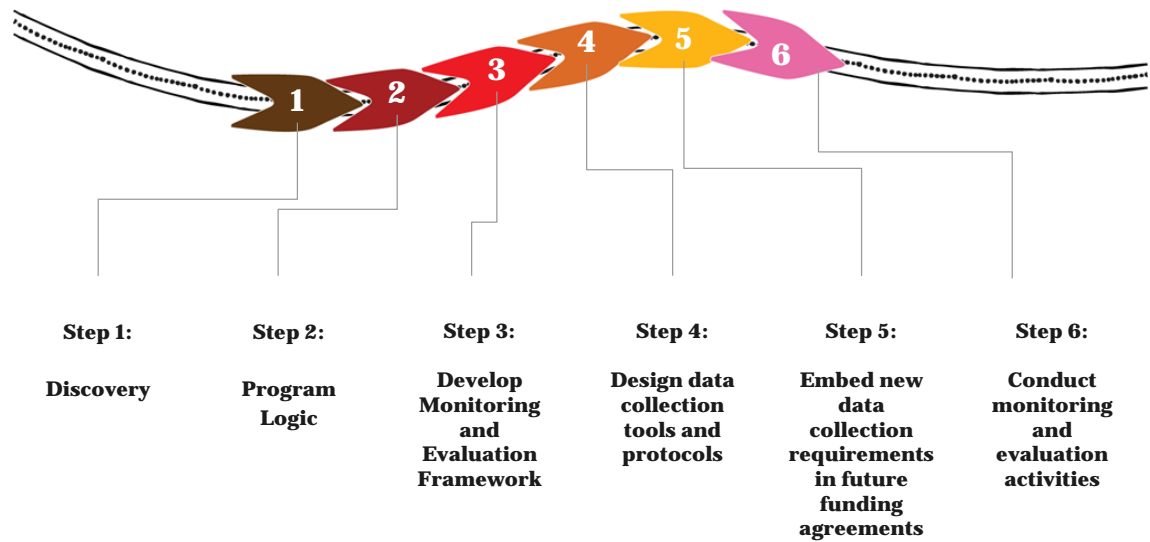 1
2
3
4
5
6
Step 1:
Discovery
Step 2:
Program
Logic
Step 3:
Develop
Monitoring
and
Evaluation
Framework
Step 4:
Design data
collection
tools and
protocols
Step 5:
Embed new
data
collection
requirements
in future
funding
agreements
Step 6:
Conduct
monitoring
and
evaluation
activities